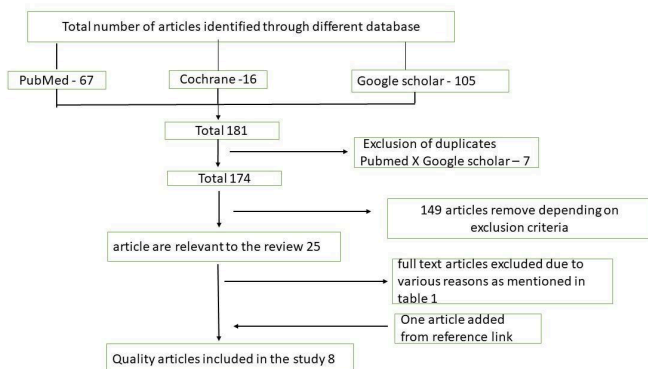 Total number of articles identified through different database
PubMed - 67
Cochrane -16
Google scholar - 105
Total 181
Exclusion of duplicates
Pubmed X Google scholar – 7
Total 174
149 articles remove depending on
exclusion criteria
article are relevant to the review 25
full text articles excluded due to
various reasons as mentioned in
table 1
One article added
from reference link
Quality articles included in the study 8